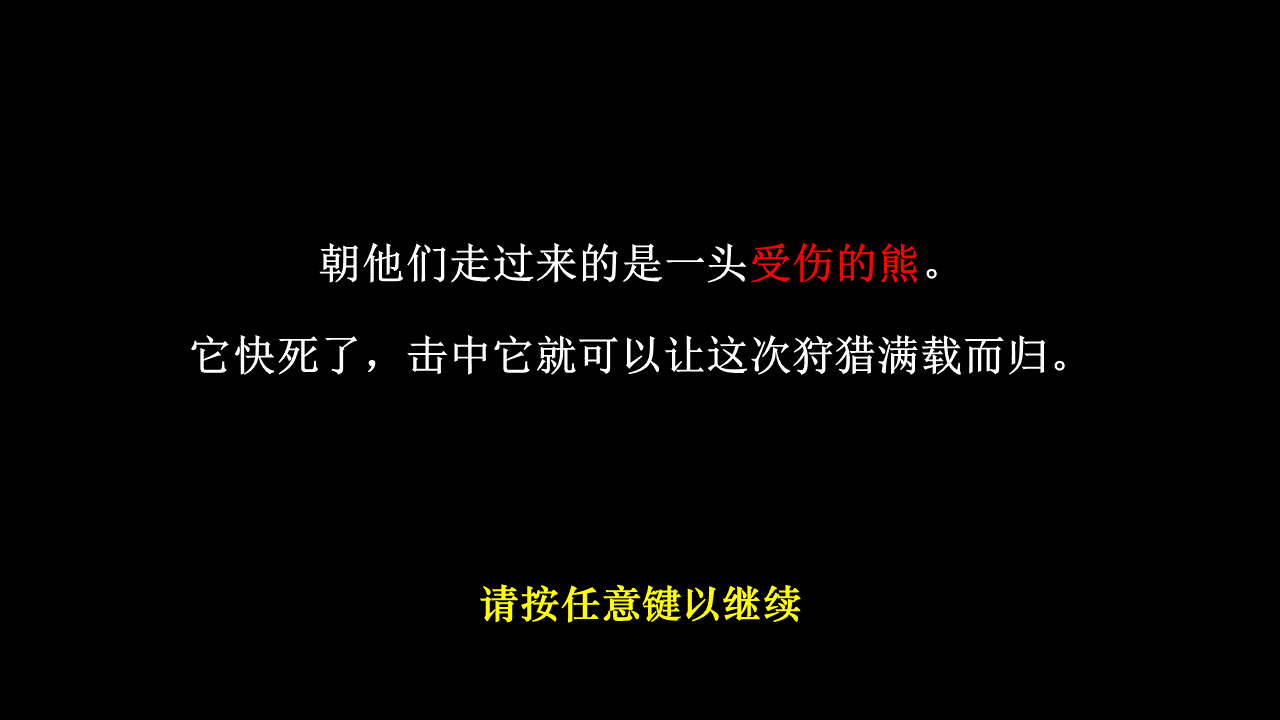 朝他们走过来的是一头受伤的熊。
它快死了，击中它就可以让这次狩猎满载而归。
请按任意键以继续